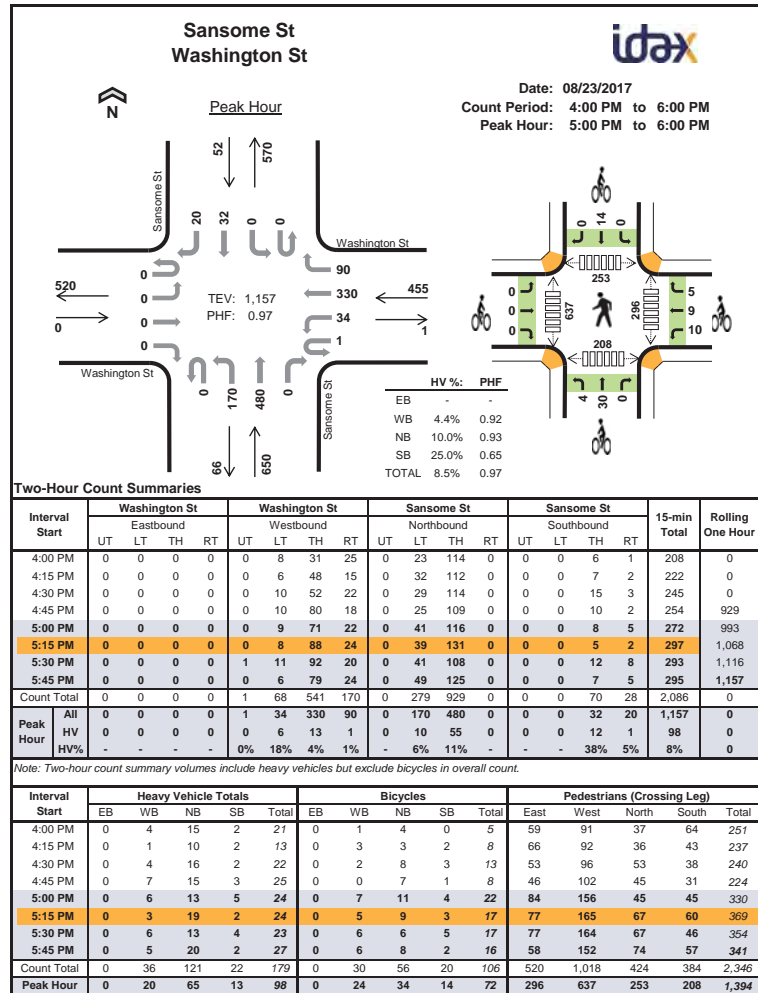 Sansome St
Washington St
idax
N
Peak Hour
Date: 08/23/2017
Count Period: 4:00 PM to 6:00 PM
Peak Hour: 5:00 PM to 6:00 PM
52 570
Sansome St
20 32 0 0
Washington St
520
0
0
0
0
0
TEV: 1,157
PHF: 0.97
90
330
34
1
455
1
Washington St
0 170 480 0
Sansome St
66 650
0 14 0
253
0
0
0
637
296
5
9
10
208
4 30 0
HV %: PHF
EB - -
WB 4.4% 0.92
NB 10.0% 0.93
SB 25.0% 0.65
TOTAL 8.5% 0.97
Two-Hour Count Summaries
Interval Start Washington St Washington St Sansome St Sansome St 15-min Total Rolling One Hour
Eastbound Westbound Northbound Southbound
UT LT TH RT UT LT TH RT UT LT TH RT UT LT TH RT
4:00 PM 0 0 0 0 0 8 31 25 0 23 114 0 0 0 6 1 208 0
4:15 PM 0 0 0 0 0 6 48 15 0 32 112 0 0 0 7 2 222 0
4:30 PM 0 0 0 0 0 10 52 22 0 29 114 0 0 0 15 3 245 0
4:45 PM 0 0 0 0 0 10 80 18 0 25 109 0 0 0 10 2 254 929
5:00 PM 0 0 0 0 0 9 71 22 0 41 116 0 0 0 8 5 272 993
5:15 PM 0 0 0 0 0 8 88 24 0 39 131 0 0 0 5 2 297 1,068
5:30 PM 0 0 0 0 1 11 92 20 0 41 108 0 0 0 12 8 293 1,116
5:45 PM 0 0 0 0 0 6 79 24 0 49 125 0 0 0 7 5 295 1,157
Count Total 0 0 0 0 1 68 541 170 0 279 929 0 0 0 70 28 2,086 0
Peak Hour All 0 0 0 0 1 34 330 90 0 170 480 0 0 0 32 20 1,157 0
HV 0 0 0 0 0 6 13 1 0 10 55 0 0 0 12 1 98 0
HV% - - - - 0% 18% 4% 1% - 6% 11% - - - 38% 5% 8% 0
Note: Two-hour count summary volumes include heavy vehicles but exclude bicycles in overall count.
Interval Start Heavy Vehicle Totals Bicycles Pedestrians (Crossing Leg)
EB WB NB SB Total EB WB NB SB Total East West North South Total
4:00 PM 0 4 15 2 21 0 1 4 0 5 59 91 37 64 251
4:15 PM 0 1 10 2 13 0 3 3 2 8 66 92 36 43 237
4:30 PM 0 4 16 2 22 0 2 8 3 13 53 96 53 38 240
4:45 PM 0 7 15 3 25 0 0 7 1 8 46 102 45 31 224
5:00 PM 0 6 13 5 24 0 7 11 4 22 84 156 45 45 330
5:15 PM 0 3 19 2 24 0 5 9 3 17 77 165 67 60 369
5:30 PM 0 6 13 4 23 0 6 6 5 17 77 164 67 46 354
5:45 PM 0 5 20 2 27 0 6 8 2 16 58 152 74 57 341
Count Total 0 36 121 22 179 0 30 56 20 106 520 1,018 424 384 2,346
Peak Hour 0 20 65 13 98 0 24 34 14 72 296 637 253 208 1,394